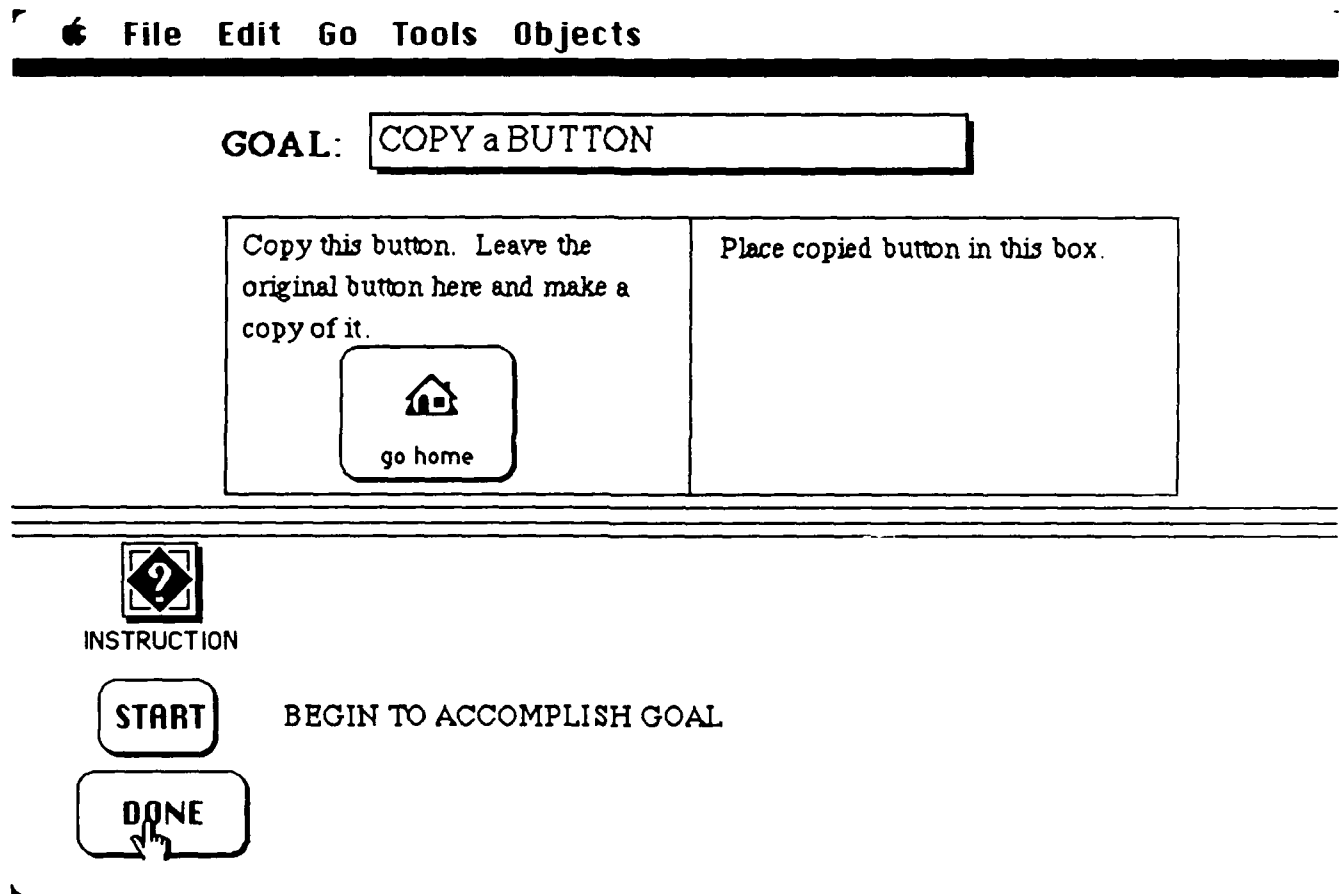 File Edit Go Tools Objects
GOAL: COPY a BUTTON
Copy this button. Leave the
original button here and make a
copy of it.
go home
Place copied button in this box.
?
INSTRUCTION
START BEGIN TO ACCOMPLISH GOAL
DONE